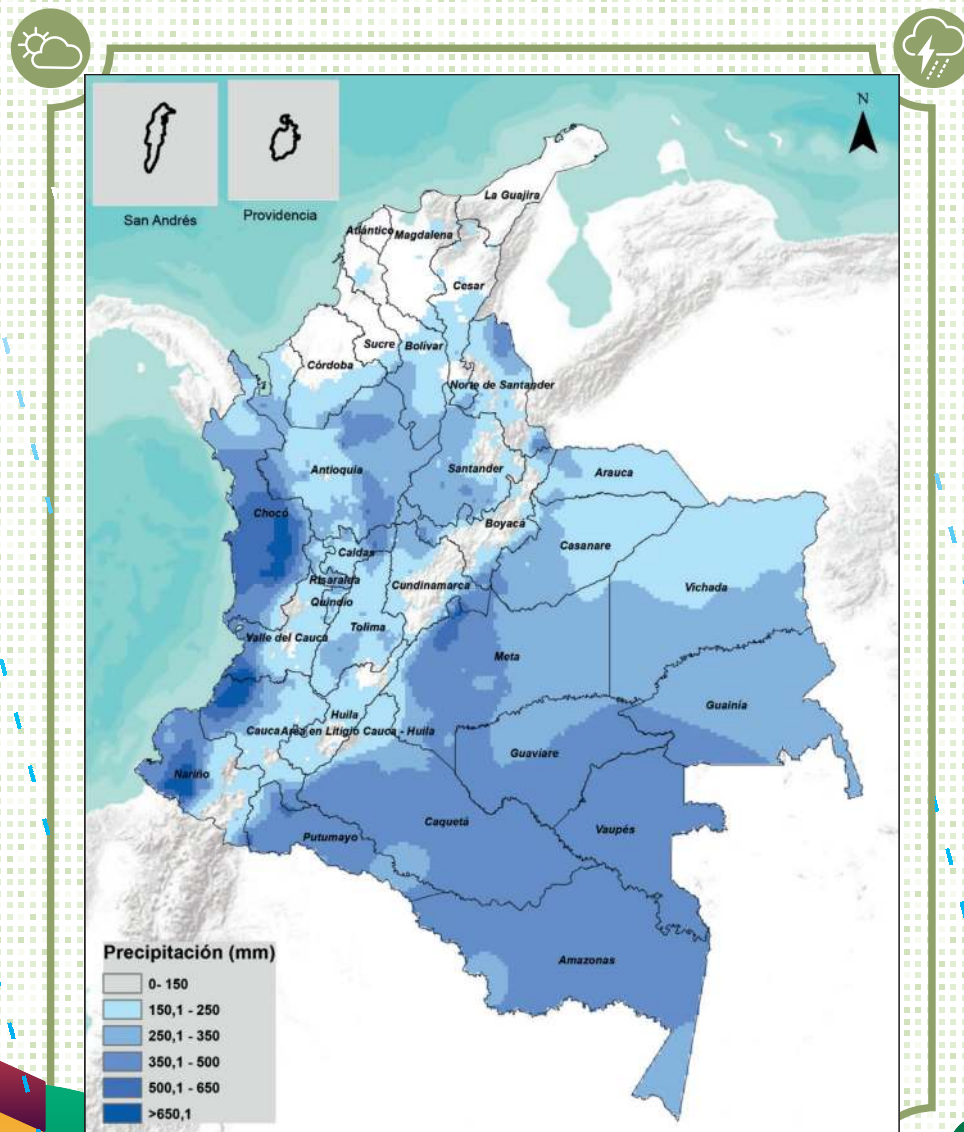 N
San Andrés
Providencia
La Guajira
Atlántico
Magdalena
Cesar
Sucre
Bolívar
Córdoba
Norte de Santander
Antioquia
Santander
Arauca
Chocó
Boyacá
Caldas
Casanare
Risaralda
Cundinamarca
Vichada
Quindío
Tolima
Valle del Cauca
Meta
Guainía
Huila
Cauca
Area en Litigio Cauca - Huila
Guaviare
Nariño
Caquetá
Vaupés
Putumayo
Amazonas
Precipitación (mm)
0- 150
150,1 - 250
250,1 - 350
350,1 - 500
500,1 - 650
>650,1